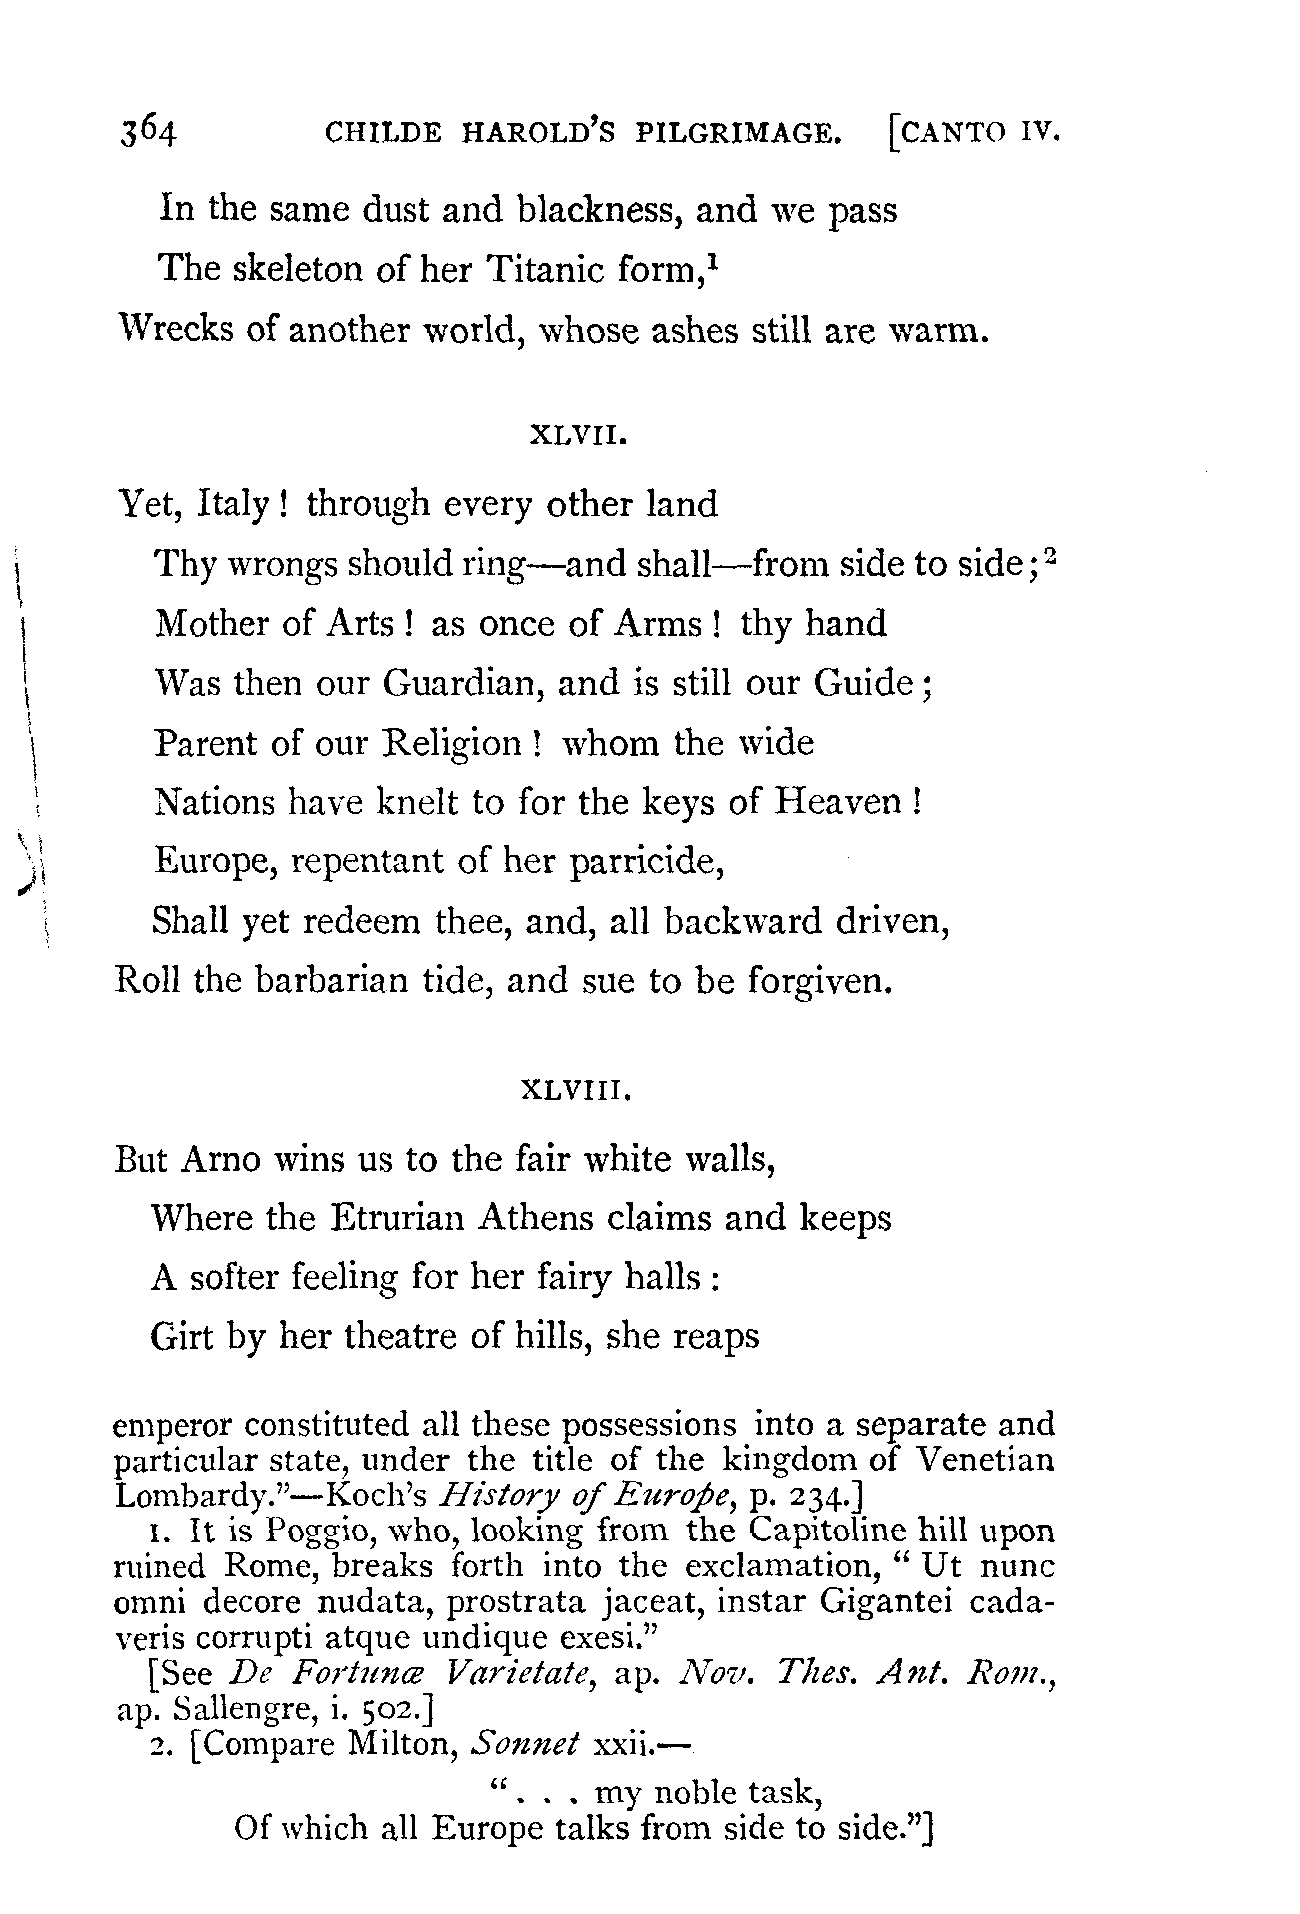 364 CHILDE HAROLD'S PILGRIMAGE. [CANTO IV.
In the same dust and blackness, and we pass
The skeleton of her Titanic form,¹
Wrecks of another world, whose ashes still are warm.
XLVII.
Yet, Italy! through every other land
Thy wrongs should ring—and shall—from side to side;²
Mother of Arts! as once of Arms! thy hand
Was then our Guardian, and is still our Guide;
Parent of our Religion! whom the wide
Nations have knelt to for the keys of Heaven!
Europe, repentant of her parricide,
Shall yet redeem thee, and, all backward driven,
Roll the barbarian tide, and sue to be forgiven.
XLVIII.
But Arno wins us to the fair white walls,
Where the Etrurian Athens claims and keeps
A softer feeling for her fairy halls:
Girt by her theatre of hills, she reaps
emperor constituted all these possessions into a separate and
particular state, under the title of the kingdom of Venetian
Lombardy."—Koch's History of Europe, p. 234.]
1. It is Poggio, who, looking from the Capitoline hill upon
ruined Rome, breaks forth into the exclamation, "Ut nunc
omni decore nudata, prostrata jaceat, instar Gigantei cada-
veris corrupti atque undique exesi."
[See De Fortunæ Varietate, ap. Nov. Thes. Ant. Rom.,
ap. Sallengre, i. 502.]
2. [Compare Milton, Sonnet xxii.—
". . . my noble task,
Of which all Europe talks from side to side."]